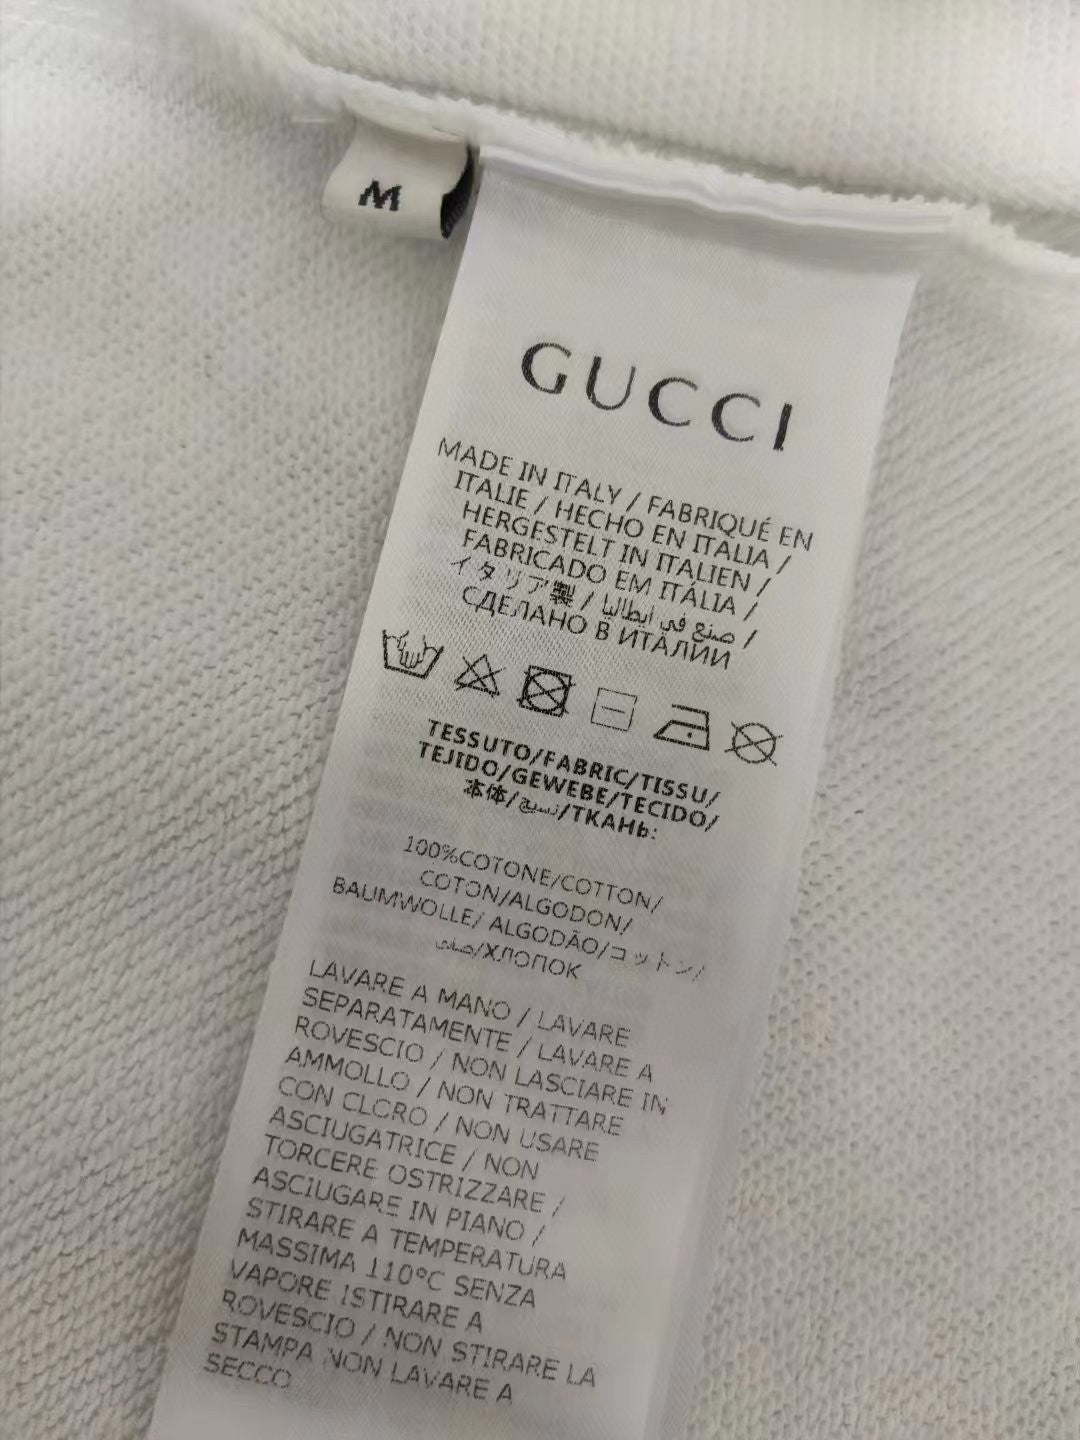 M
GUCCI
MADE IN ITALY / FABRIQUÉ EN
ITALIE / HECHO EN ITALIA /
HERGESTELT IN ITALIEN /
FABRICADO EM ITÁLIA /
イタリア製 / صنع في ايطاليا /
СДЕЛАНО В ИТАЛИИ
TESSUTO/FABRIC/TISSU/
TEJIDO/GEWEBE/TECIDO/
本体/نسيج/ТКАНЬ:
100%COTONE/COTTON/
COTON/ALGODON/
BAUMWOLLE/ ALGODÃO/コットン/
/ХЛОПОК
LAVARE A MANO / LAVARE
SEPARATAMENTE / LAVARE A
ROVESCIO / NON LASCIARE IN
AMMOLLO / NON TRATTARE
CON CLORO / NON USARE
ASCIUGATRICE / NON
TORCERE OSTRIZZARE /
ASCIUGARE IN PIANO /
STIRARE A TEMPERATURA
MASSIMA 110°C SENZA
VAPORE ISTIRARE A
ROVESCIO / NON STIRARE LA
STAMPA NON LAVARE A
SECCO